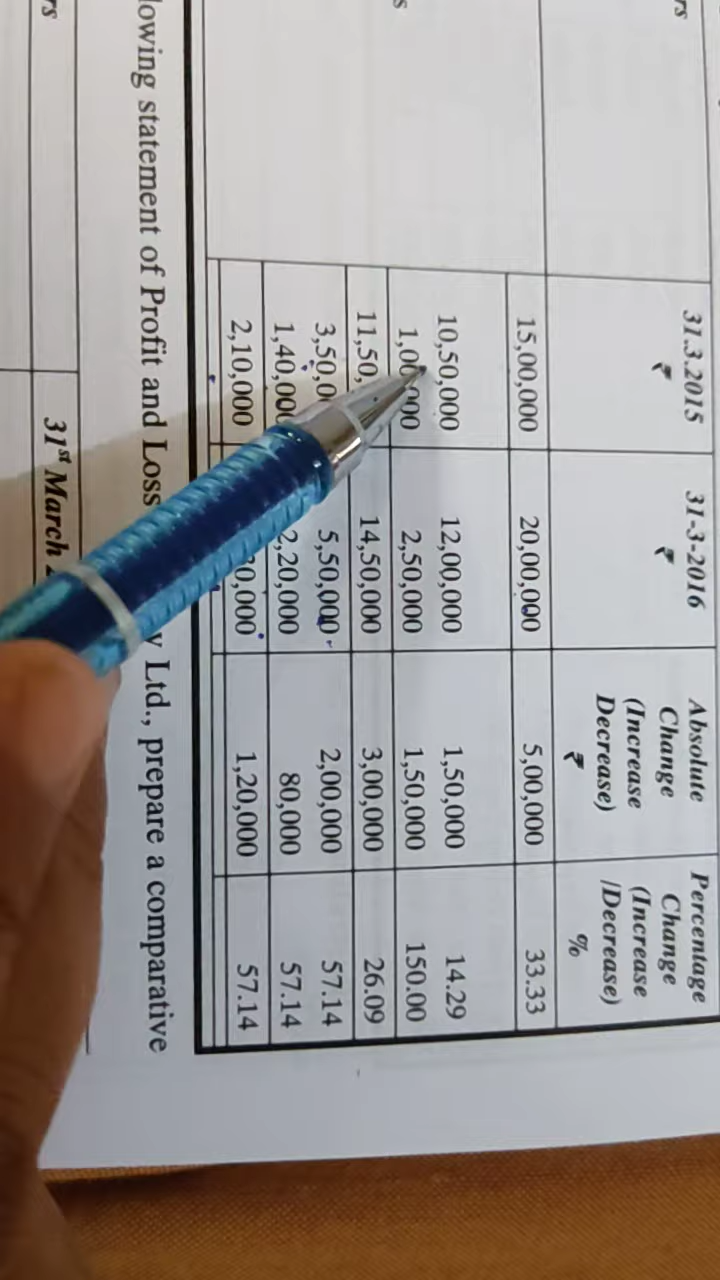 rs
31.3.2015 31-3-2016 Absolute Percentage
₹ ₹ Change Change
(Increase (Increase
Decrease) /Decrease)
₹ %
15,00,000 20,00,000 5,00,000 33.33
s
10,50,000 12,00,000 1,50,000 14.29
2,50,000 1,50,000 150.00
14,50,000 3,00,000 26.09
5,50,000 2,00,000 57.14
2,20,000 80,000 57.14
2,10,000 1,20,000 57.14
lowing statement of Profit and Loss Ltd., prepare a comparative
rs
31st March